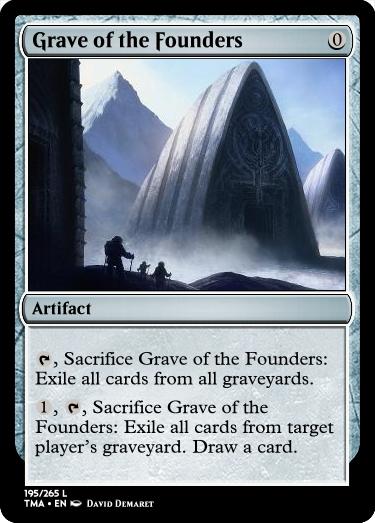 Grave of the Founders 0
Artifact
, Sacrifice Grave of the Founders:
Exile all cards from all graveyards.
1, , Sacrifice Grave of the
Founders: Exile all cards from target
player's graveyard. Draw a card.
195/265 L
TMA • EN DAVID DEMARET